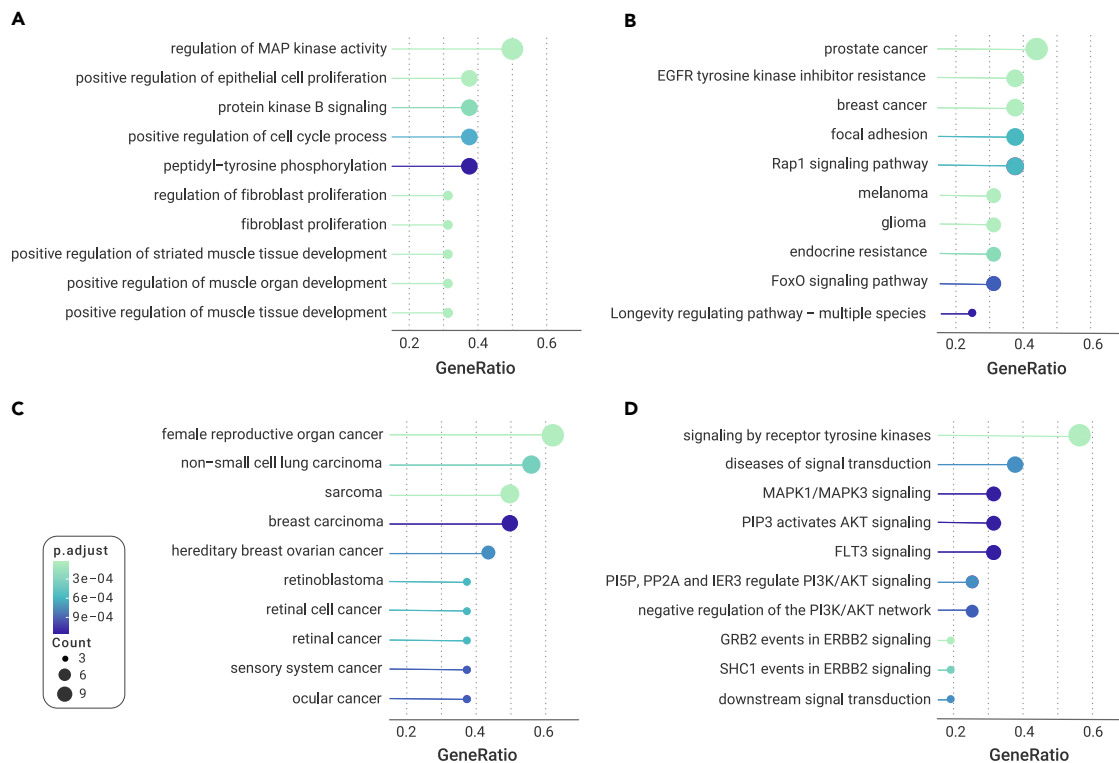 A
regulation of MAP kinase activity
positive regulation of epithelial cell proliferation
protein kinase B signaling
positive regulation of cell cycle process
peptidyl-tyrosine phosphorylation
regulation of fibroblast proliferation
fibroblast proliferation
positive regulation of striated muscle tissue development
positive regulation of muscle organ development
positive regulation of muscle tissue development
0.2 0.4 0.6
GeneRatio
B
prostate cancer
EGFR tyrosine kinase inhibitor resistance
breast cancer
focal adhesion
Rap1 signaling pathway
melanoma
glioma
endocrine resistance
FoxO signaling pathway
Longevity regulating pathway – multiple species
0.2 0.4 0.6
GeneRatio
C
female reproductive organ cancer
non-small cell lung carcinoma
sarcoma
breast carcinoma
hereditary breast ovarian cancer
retinoblastoma
retinal cell cancer
retinal cancer
sensory system cancer
ocular cancer
0.2 0.4 0.6
GeneRatio
p.adjust
3e-04
6e-04
9e-04
Count
3
6
9
D
signaling by receptor tyrosine kinases
diseases of signal transduction
MAPK1/MAPK3 signaling
PIP3 activates AKT signaling
FLT3 signaling
PI5P, PP2A and IER3 regulate PI3K/AKT signaling
negative regulation of the PI3K/AKT network
GRB2 events in ERBB2 signaling
SHC1 events in ERBB2 signaling
downstream signal transduction
0.2 0.4 0.6
GeneRatio